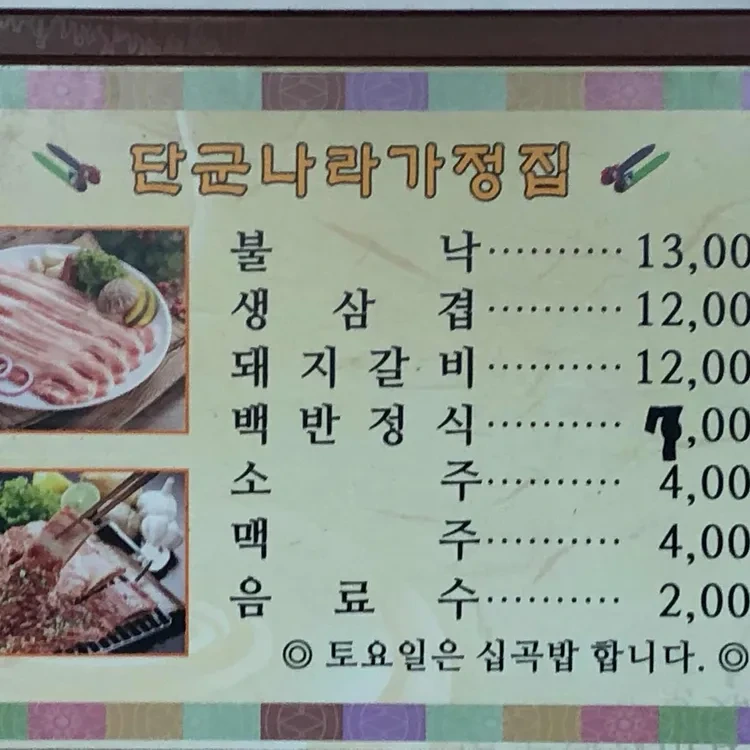 단군나라가정집
불 낙 ·········· 13,00
생 삼 겹 ·········· 12,00
돼 지 갈 비 ·········· 12,00
백 반 정 식 ·········· 7,00
소 주 ·········· 4,00
맥 주 ·········· 4,00
음 료 수 ·········· 2,00
◎ 토요일은 십곡밥 합니다. ◎